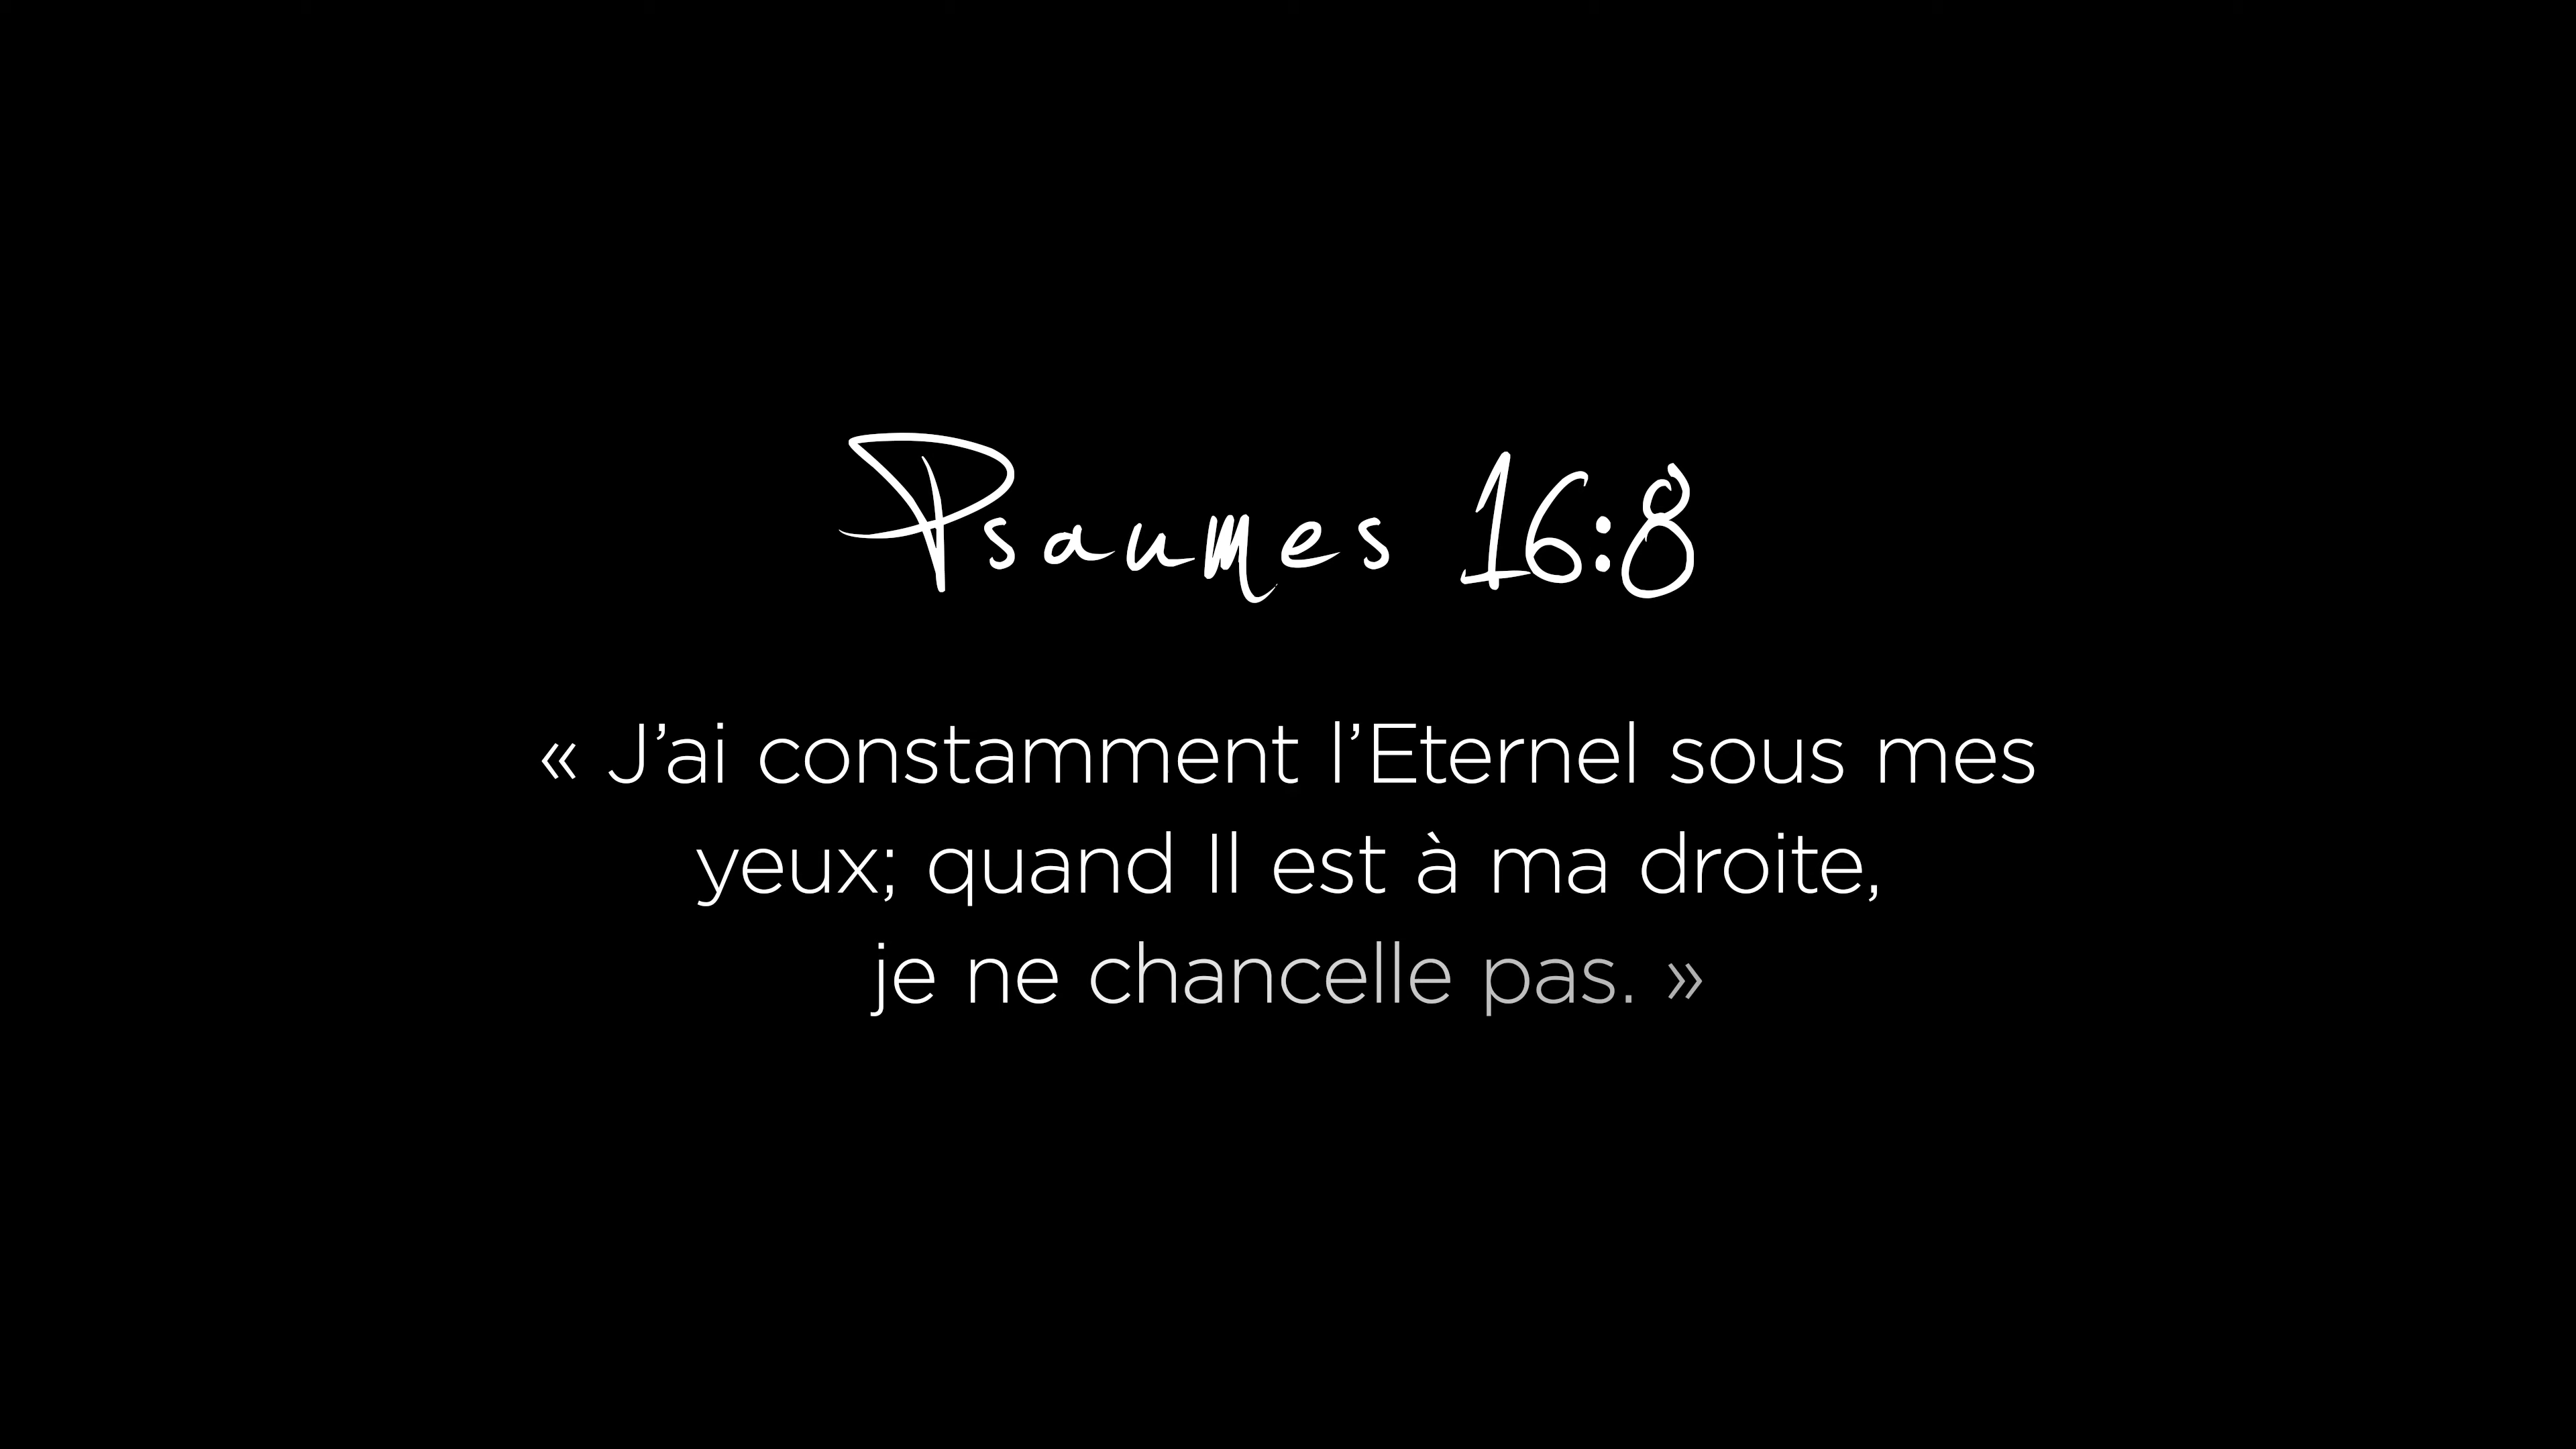 Psaumes 16:8
« J’ai constamment l’Eternel sous mes
yeux; quand Il est à ma droite,
je ne chancelle pas. »